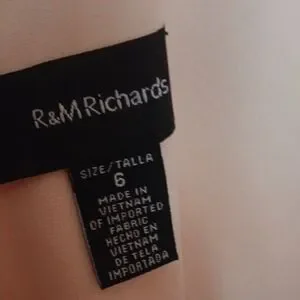 R&M Richards
SIZE/TALLA
6
MADE IN
VIETNAM
OF IMPORTED
FABRIC
HECHO EN
VIETNAM
DE TELA
IMPORTADA